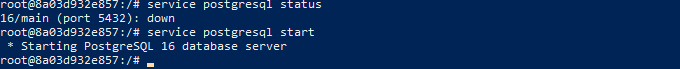 root@8a03d932e857:/# service postgresql status
16/main (port 5432): down
root@8a03d932e857:/# service postgresql start
 * Starting PostgreSQL 16 database server
root@8a03d932e857:/#